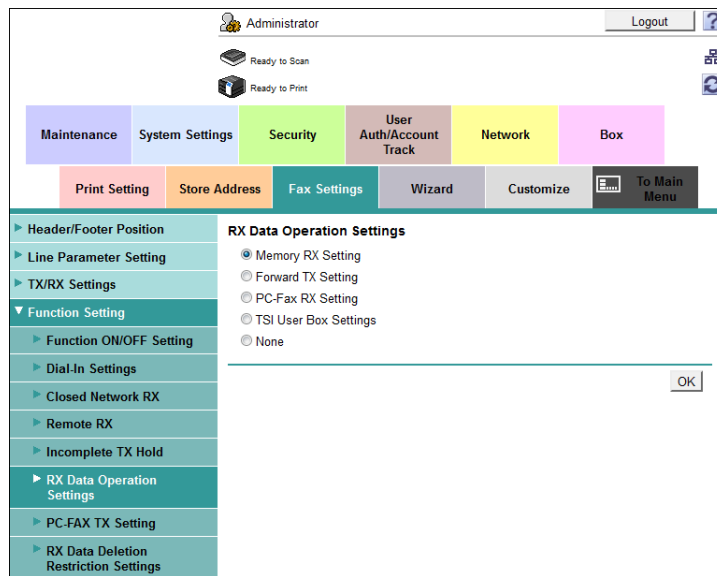 Administrator
Logout
?
Ready to Scan
Ready to Print
Maintenance
System Settings
Security
User
Auth/Account
Track
Network
Box
Print Setting
Store Address
Fax Settings
Wizard
Customize
To Main
Menu
Header/Footer Position
Line Parameter Setting
TX/RX Settings
Function Setting
Function ON/OFF Setting
Dial-In Settings
Closed Network RX
Remote RX
Incomplete TX Hold
RX Data Operation
Settings
PC-FAX TX Setting
RX Data Deletion
Restriction Settings
RX Data Operation Settings
Memory RX Setting
Forward TX Setting
PC-Fax RX Setting
TSI User Box Settings
None
OK